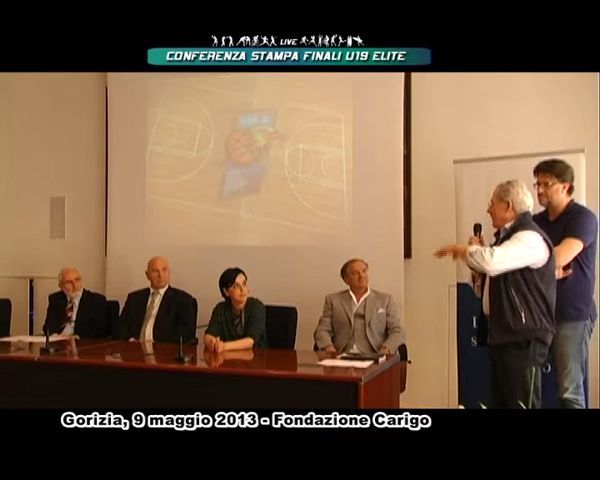 LIVE
CONFERENZA STAMPA FINALI U19 ELITE
Gorizia, 9 maggio 2013 - Fondazione Carigo